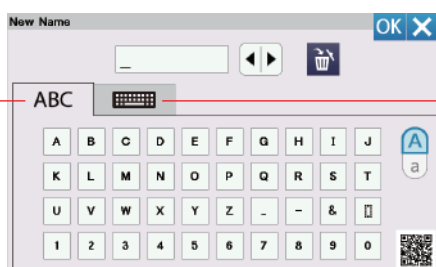 New Name
OK
_
ABC
A B C D E F G H I J
A
K L M N O P Q R S T
a
U V W X Y Z _ - &
1 2 3 4 5 6 7 8 9 0